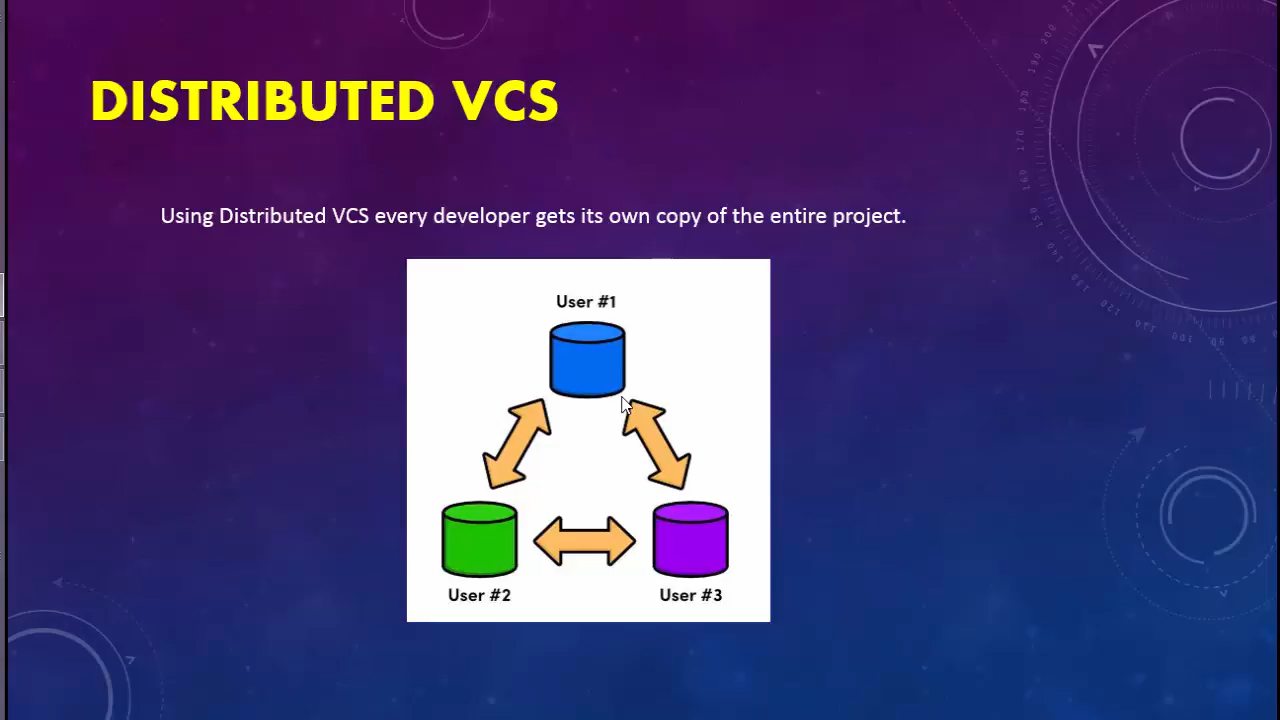 DISTRIBUTED VCS
Using Distributed VCS every developer gets its own copy of the entire project.
User #1
User #2
User #3